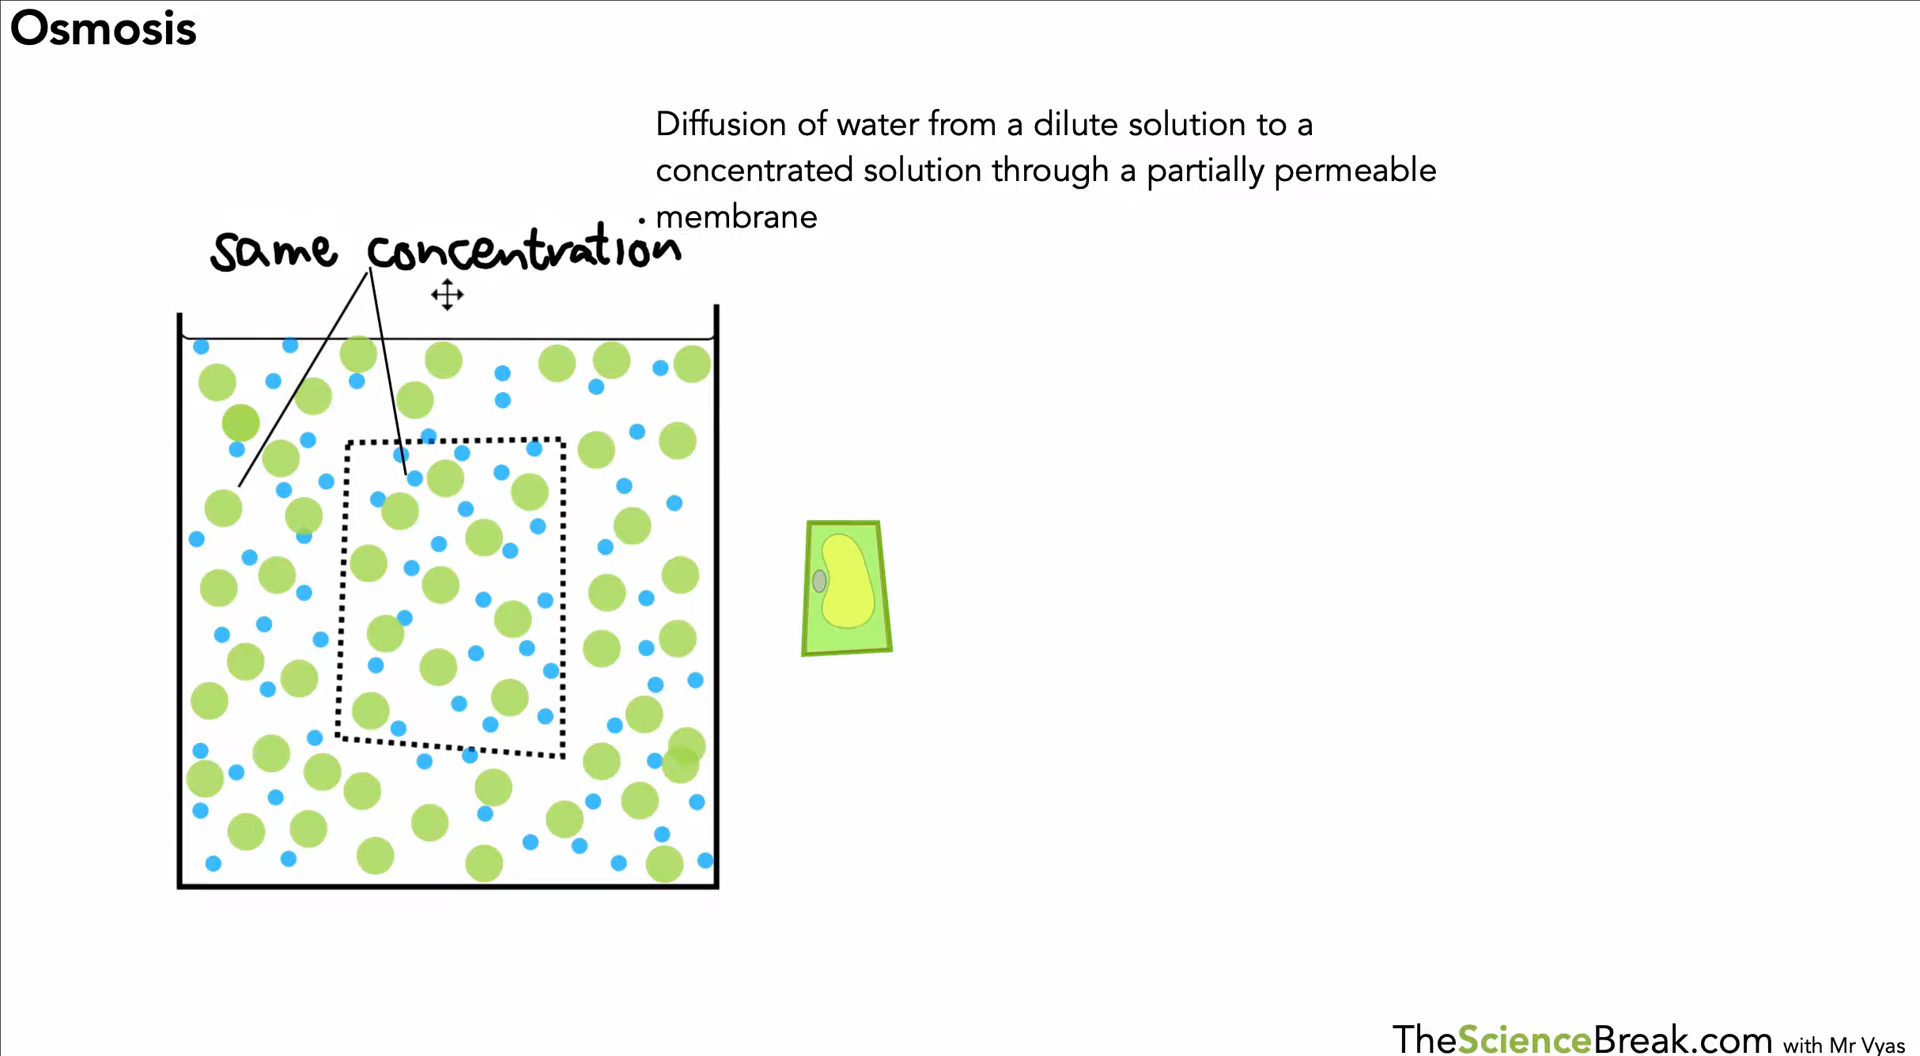 Osmosis
Diffusion of water from a dilute solution to a
concentrated solution through a partially permeable
membrane
same concentration
TheScienceBreak.com with Mr Vyas